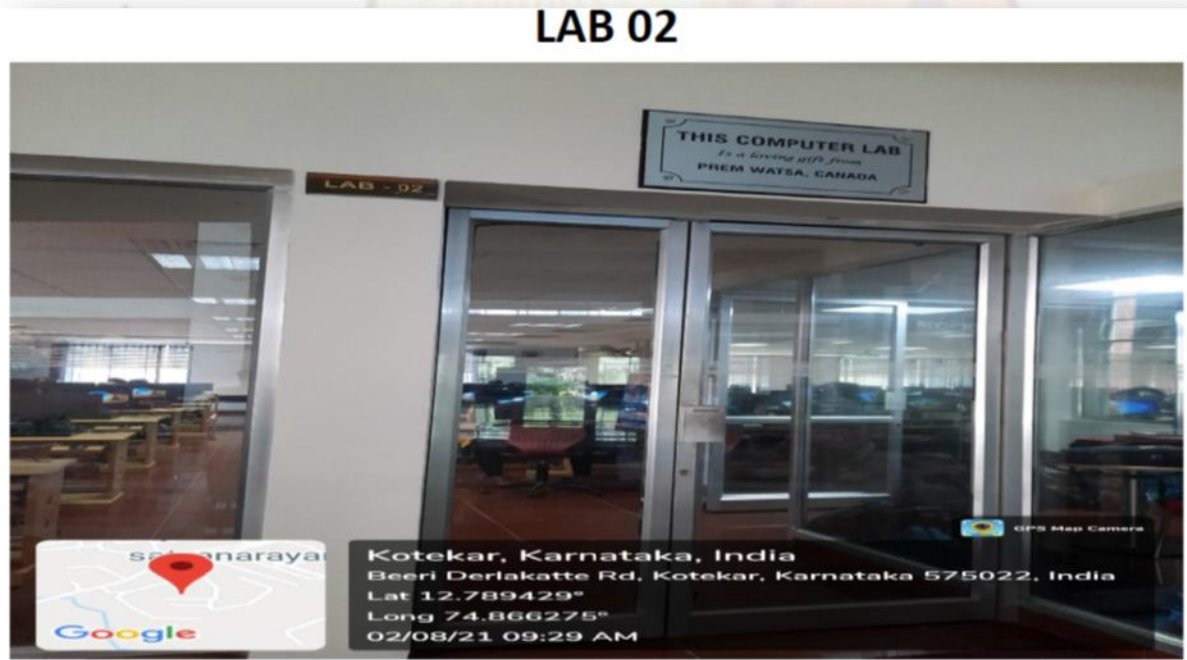 LAB 02
THIS COMPUTER LAB
Is a loving gift from
PREM WATSA, CANADA
LAB - 02
GPS Map Camera
Kotekar, Karnataka, India
Beeri Derlakatte Rd, Kotekar, Karnataka 575022, India
Lat 12.789429°
Long 74.866275°
02/08/21 09:29 AM
Google